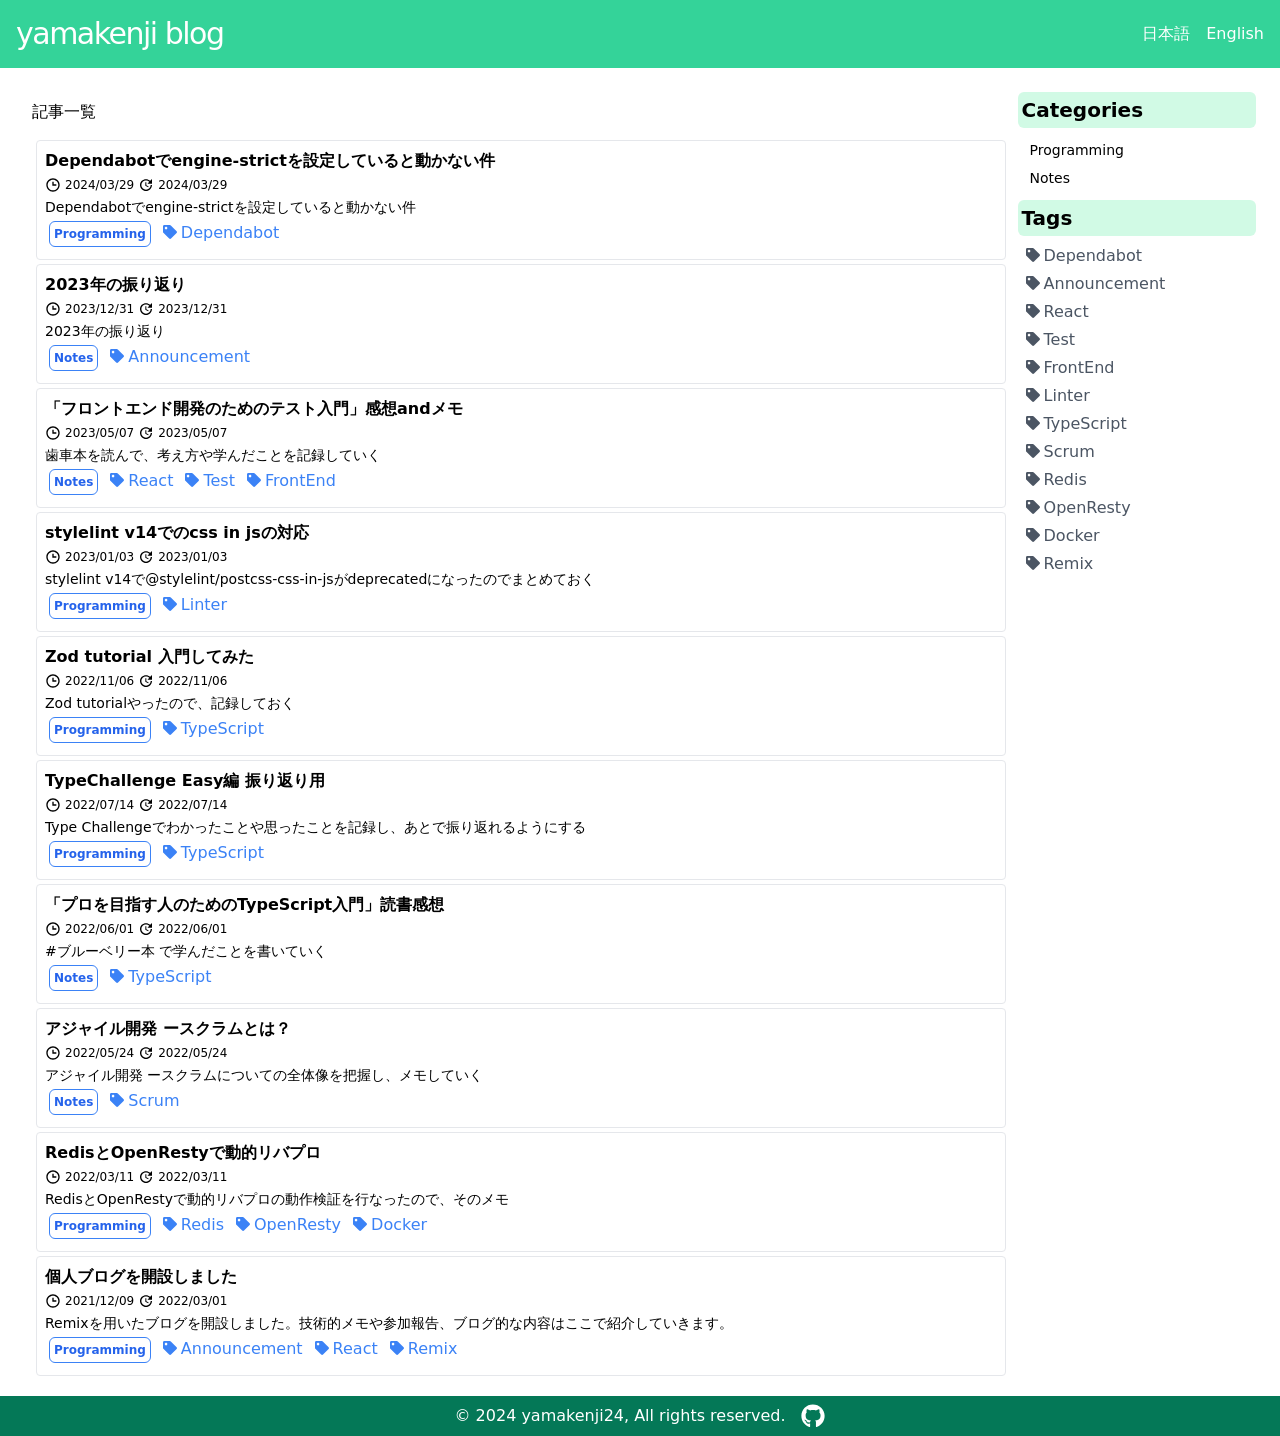 yamakenji blog
日本語 English
記事一覧
Dependabotでengine-strictを設定していると動かない件
2024/03/29 2024/03/29
Dependabotでengine-strictを設定していると動かない件
Programming Dependabot
2023年の振り返り
2023/12/31 2023/12/31
2023年の振り返り
Notes Announcement
「フロントエンド開発のためのテスト入門」感想andメモ
2023/05/07 2023/05/07
歯車本を読んで、考え方や学んだことを記録していく
Notes React Test FrontEnd
stylelint v14でのcss in jsの対応
2023/01/03 2023/01/03
stylelint v14で@stylelint/postcss-css-in-jsがdeprecatedになったのでまとめておく
Programming Linter
Zod tutorial 入門してみた
2022/11/06 2022/11/06
Zod tutorialやったので、記録しておく
Programming TypeScript
TypeChallenge Easy編 振り返り用
2022/07/14 2022/07/14
Type Challengeでわかったことや思ったことを記録し、あとで振り返れるようにする
Programming TypeScript
「プロを目指す人のためのTypeScript入門」読書感想
2022/06/01 2022/06/01
#ブルーベリー本 で学んだことを書いていく
Notes TypeScript
アジャイル開発 ースクラムとは？
2022/05/24 2022/05/24
アジャイル開発 ースクラムについての全体像を把握し、メモしていく
Notes Scrum
RedisとOpenRestyで動的リバプロ
2022/03/11 2022/03/11
RedisとOpenRestyで動的リバプロの動作検証を行なったので、そのメモ
Programming Redis OpenResty Docker
個人ブログを開設しました
2021/12/09 2022/03/01
Remixを用いたブログを開設しました。技術的メモや参加報告、ブログ的な内容はここで紹介していきます。
Programming Announcement React Remix
Categories
Programming
Notes
Tags
Dependabot
Announcement
React
Test
FrontEnd
Linter
TypeScript
Scrum
Redis
OpenResty
Docker
Remix
© 2024 yamakenji24, All rights reserved.